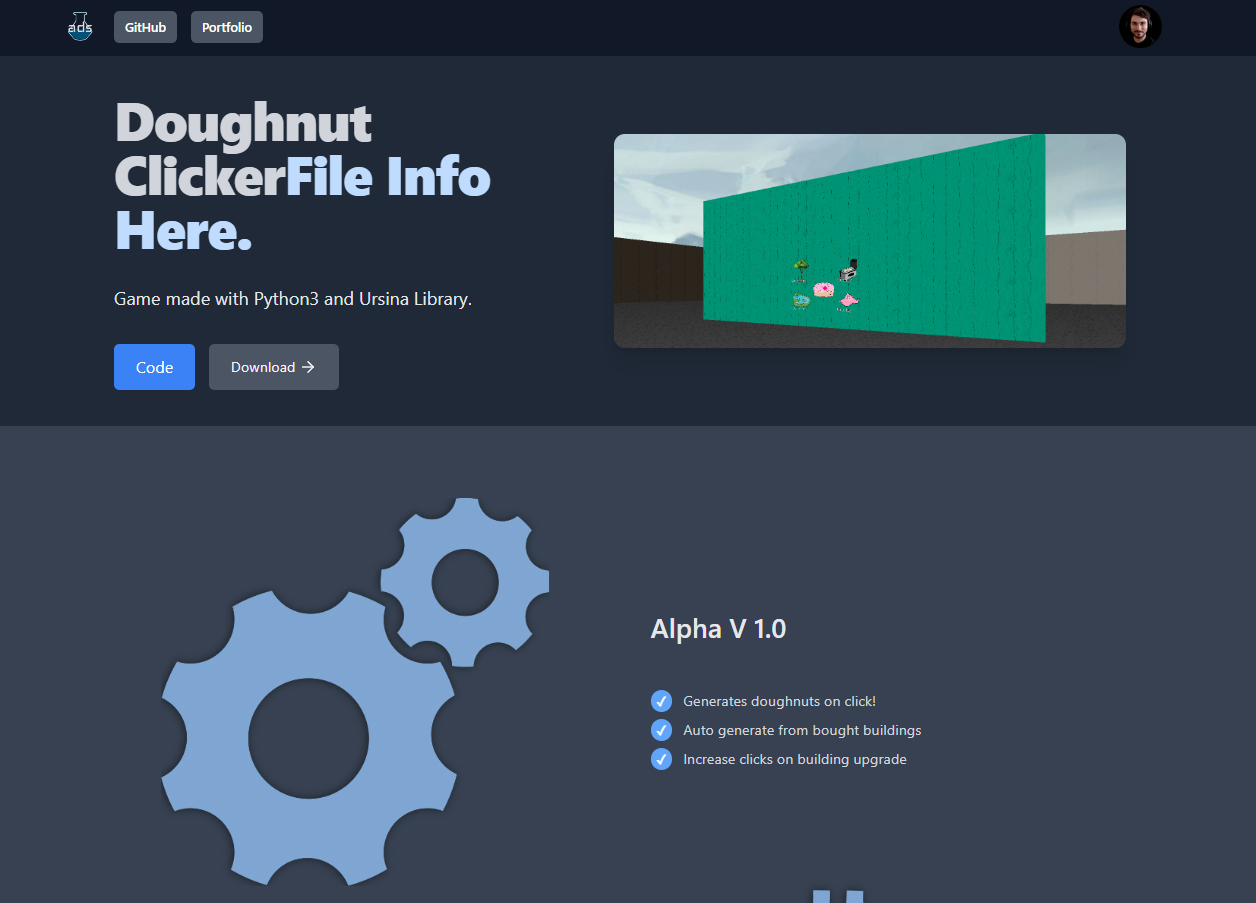 ads
GitHub
Portfolio
Doughnut
ClickerFile Info
Here.
Game made with Python3 and Ursina Library.
Code
Download →
Alpha V 1.0
Generates doughnuts on click!
Auto generate from bought buildings
Increase clicks on building upgrade